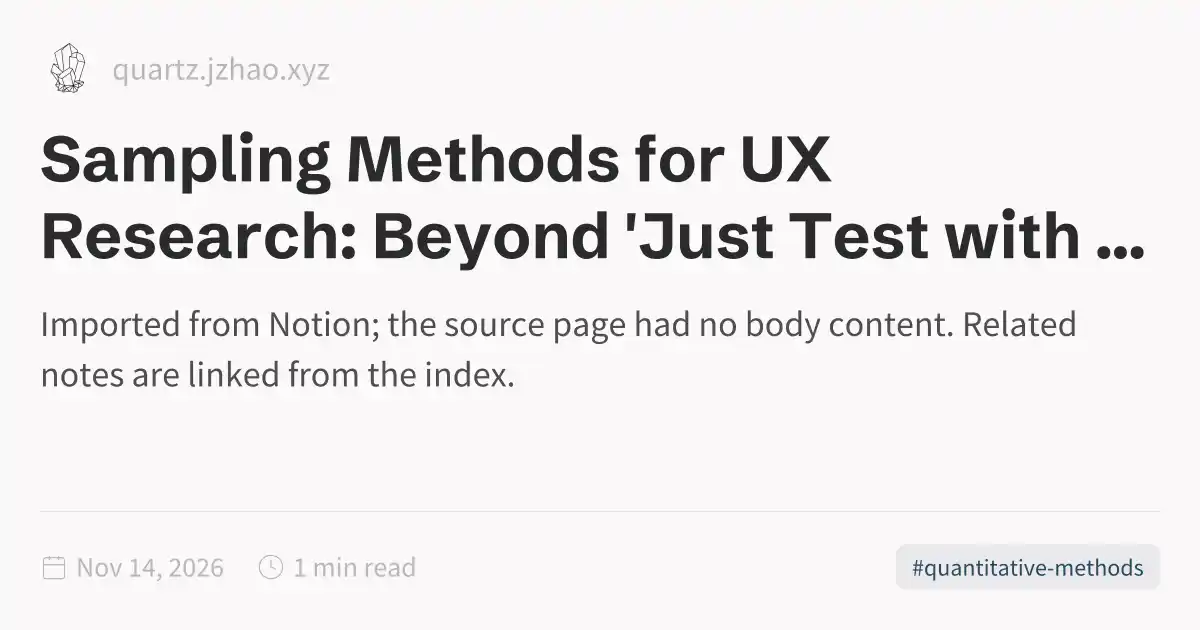 quartz.jzhao.xyz
Sampling Methods for UX
Research: Beyond 'Just Test with ...
Imported from Notion; the source page had no body content. Related
notes are linked from the index.
Nov 14, 2026
1 min read
#quantitative-methods